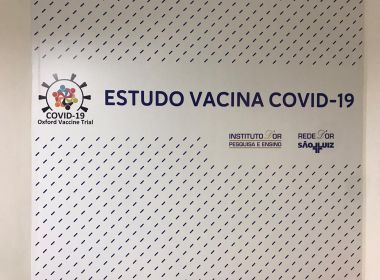 ESTUDO VACINA COVID-19
COVID-19
Oxford Vaccine Trial
INSTITUTO D'OR
PESQUISA E ENSINO
REDE D'OR
SÃO LUIZ